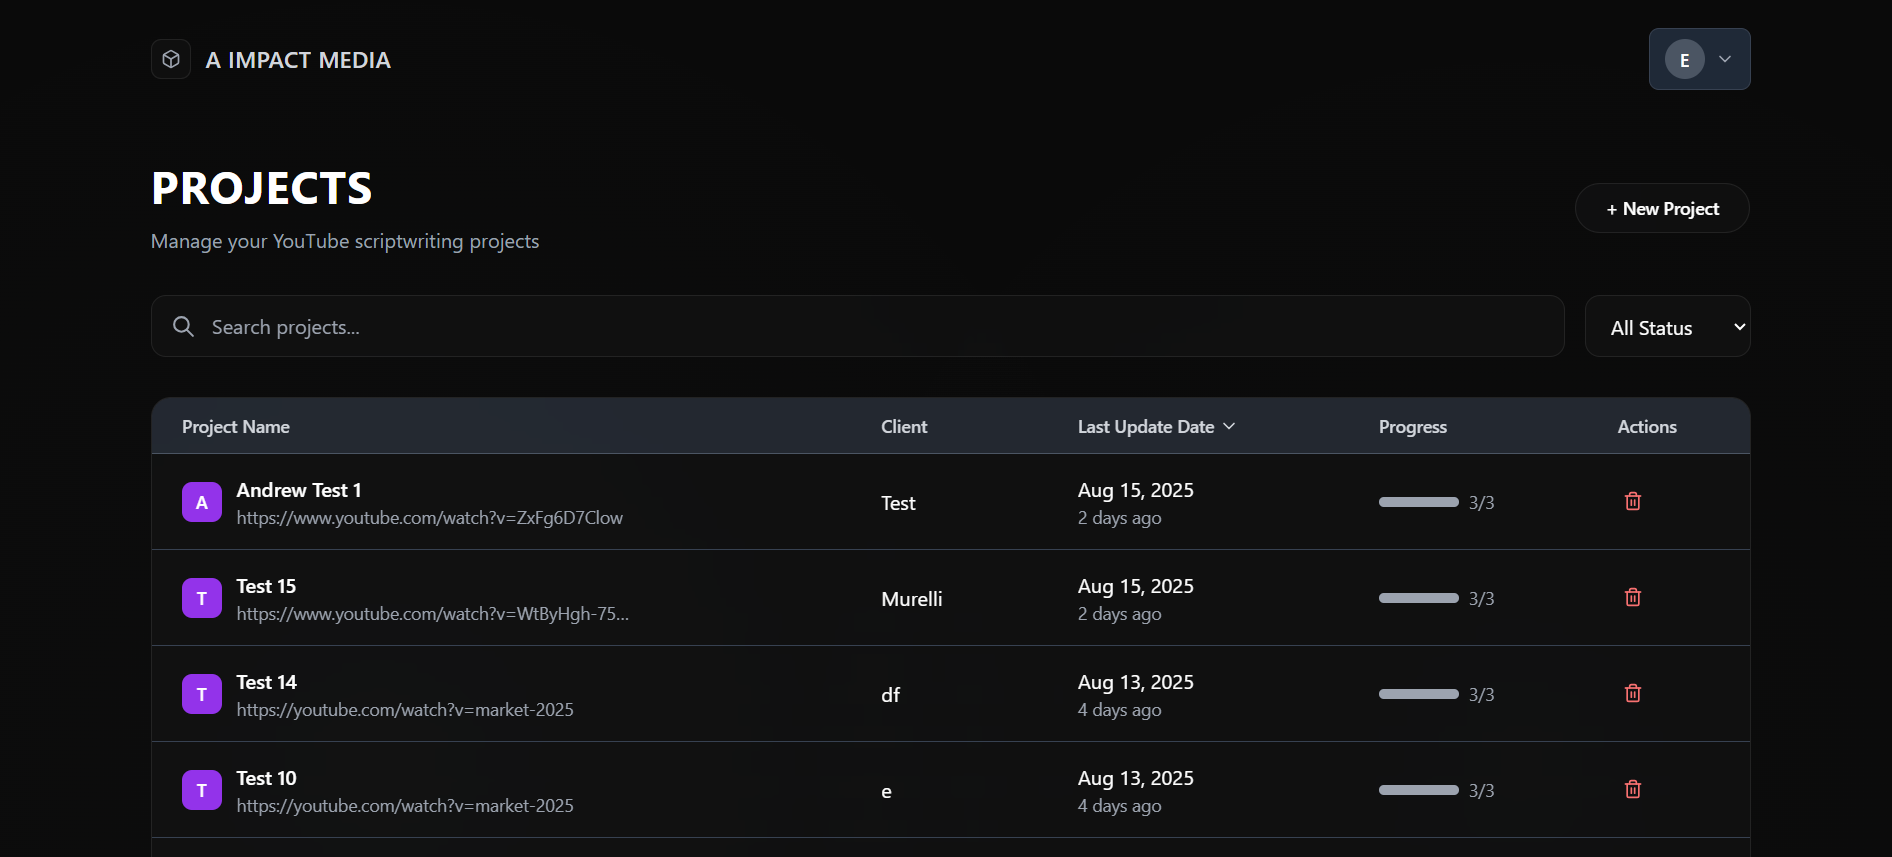 A IMPACT MEDIA
E
PROJECTS
Manage your YouTube scriptwriting projects
+ New Project
Search projects...
All Status
Project Name Client Last Update Date Progress Actions
A
Andrew Test 1
https://www.youtube.com/watch?v=ZxFg6D7Clow
Test
Aug 15, 2025
2 days ago
3/3
T
Test 15
https://www.youtube.com/watch?v=WtByHgh-75...
Murelli
Aug 15, 2025
2 days ago
3/3
T
Test 14
https://youtube.com/watch?v=market-2025
df
Aug 13, 2025
4 days ago
3/3
T
Test 10
https://youtube.com/watch?v=market-2025
e
Aug 13, 2025
4 days ago
3/3